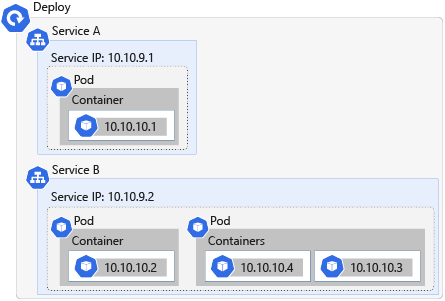 Deploy
Service A
Service IP: 10.10.9.1
Pod
Container
10.10.10.1
Service B
Service IP: 10.10.9.2
Pod
Pod
Container
Containers
10.10.10.2
10.10.10.4
10.10.10.3